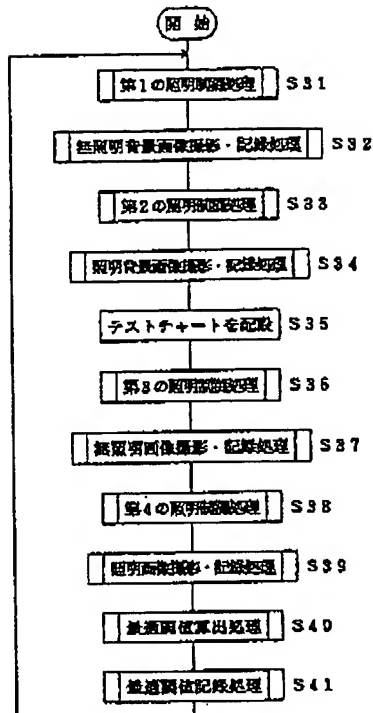 開始
第1の照明制御処理 S31
無照明背景画像撮影・記録処理 S32
第2の照明制御処理 S33
照明背景画像撮影・記録処理 S34
テストチャートを配設 S35
第3の照明制御処理 S36
無照明画像撮影・記録処理 S37
第4の照明制御処理 S38
照明画像撮影・記録処理 S39
最適閾値算出処理 S40
最適閾値記録処理 S41